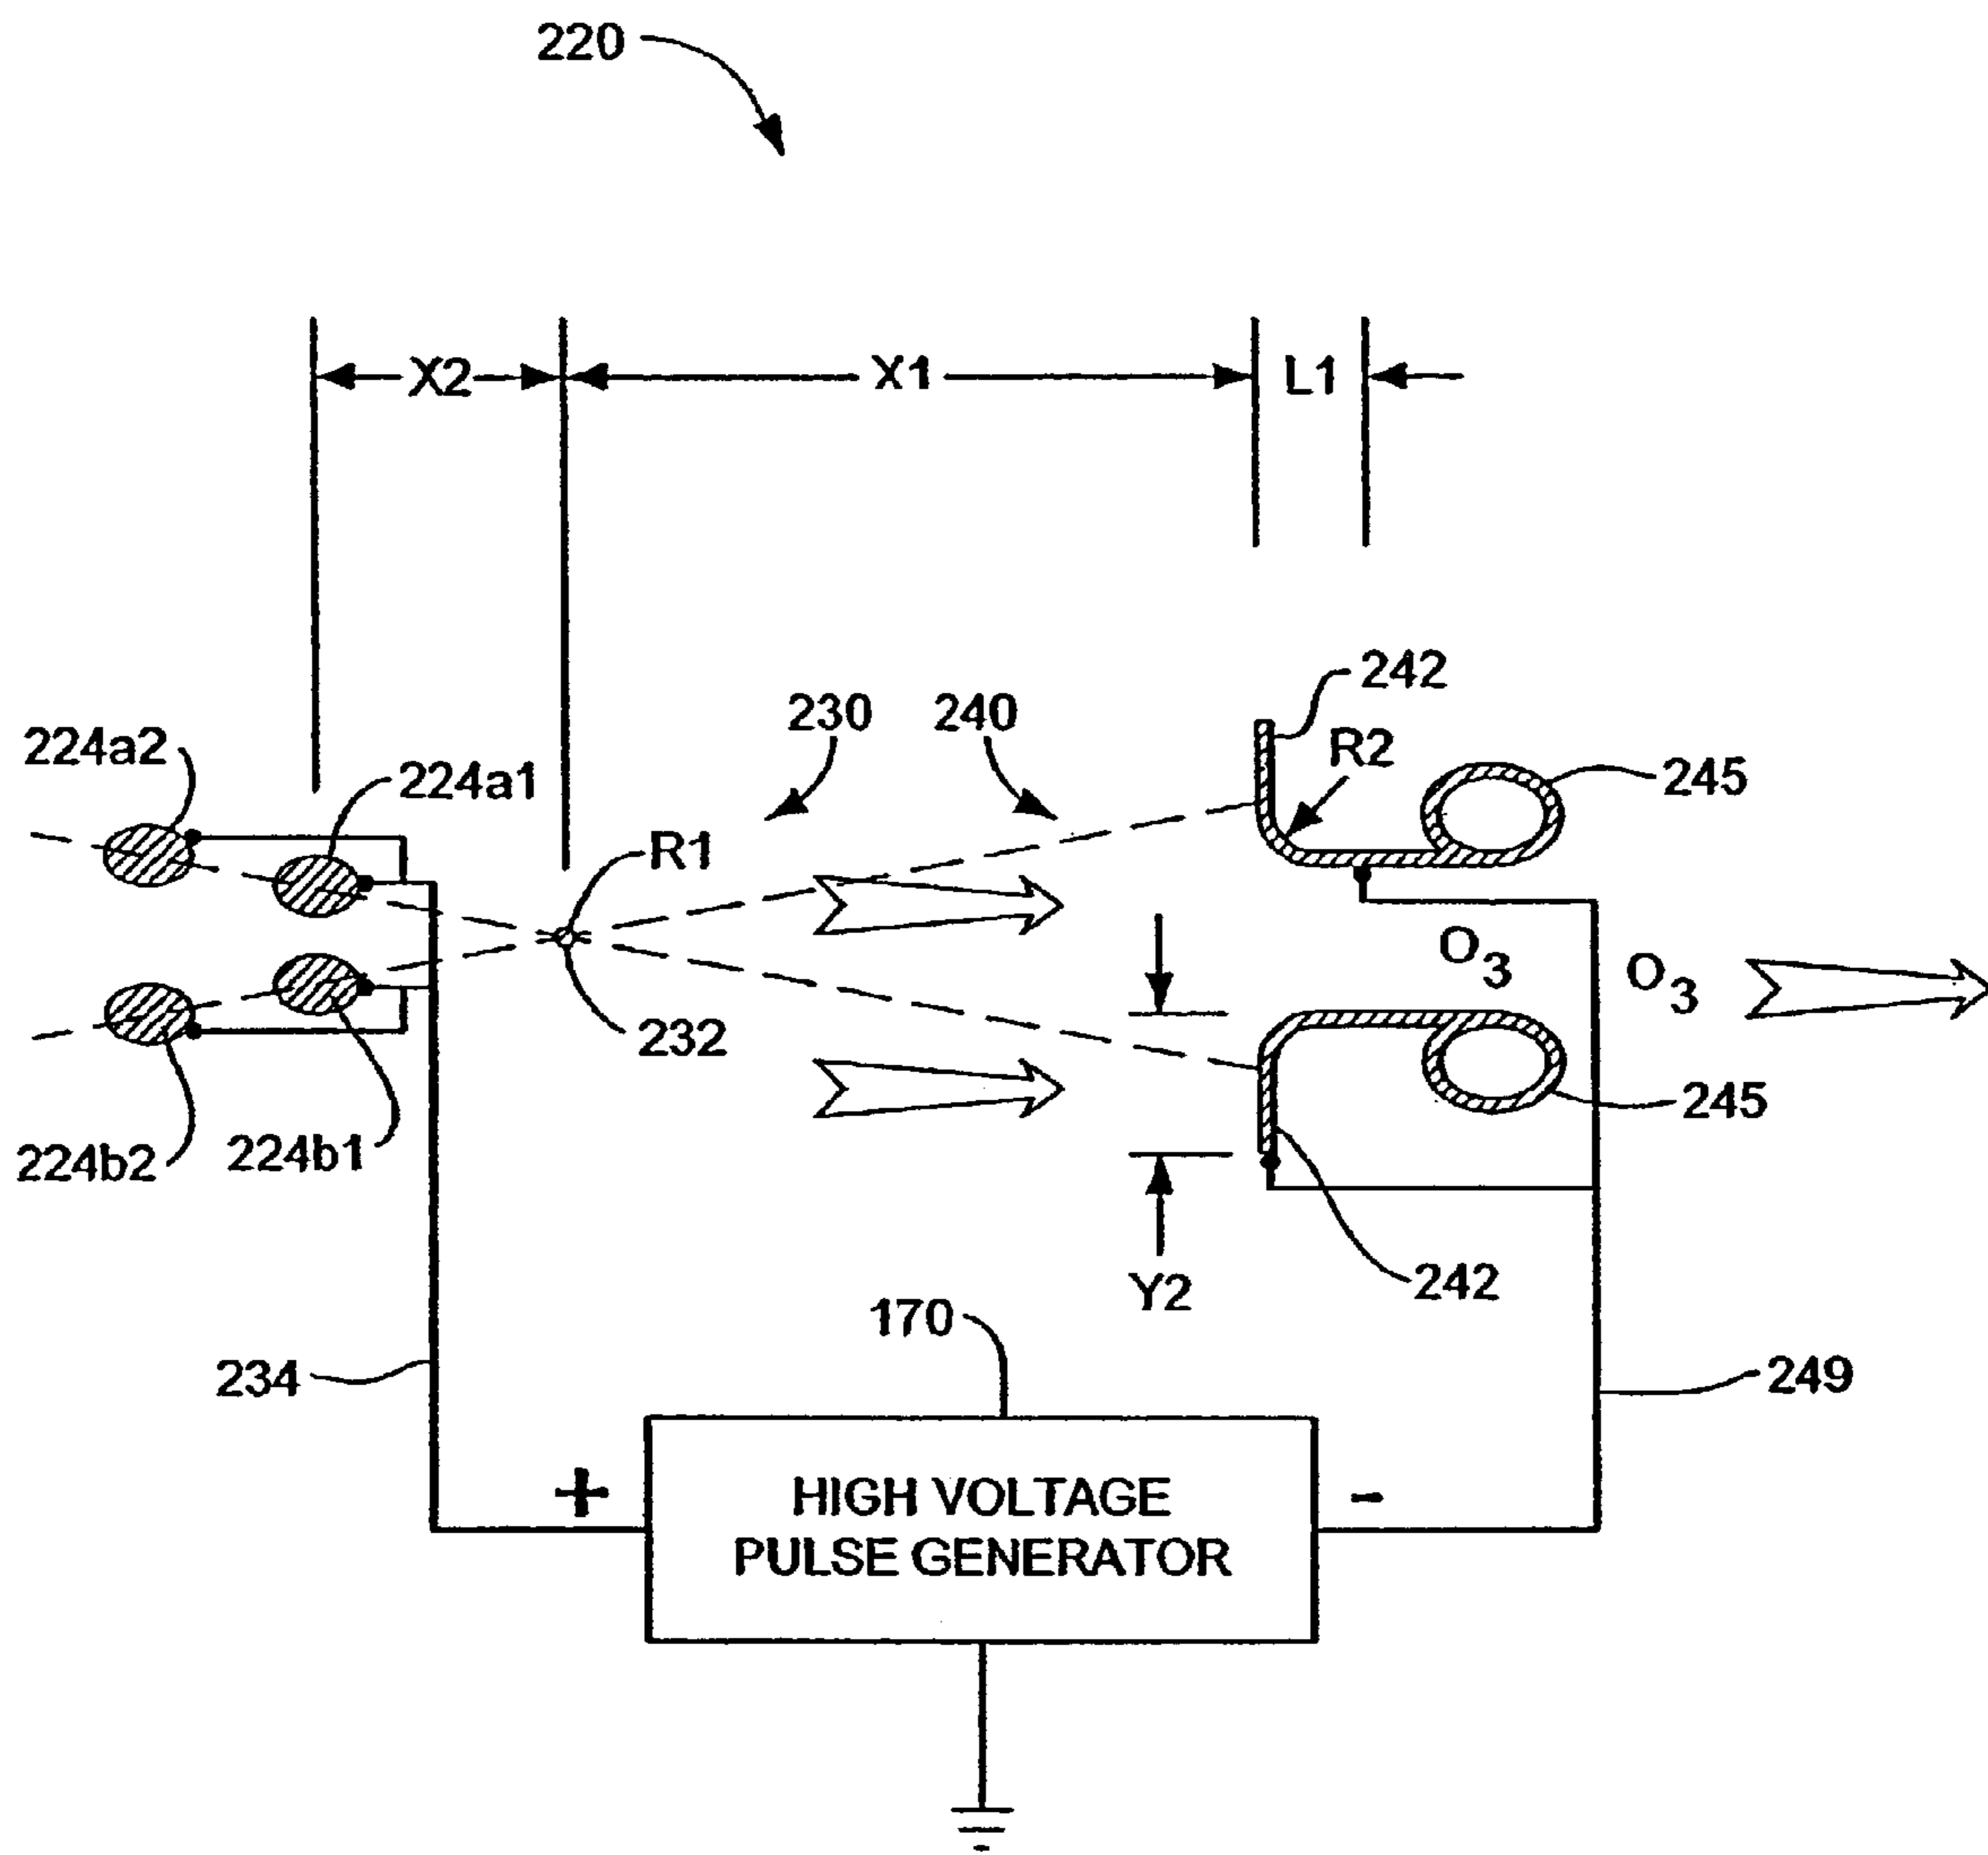 220
X2
X1
L1
242
230
240
R2
224a2
224a1
245
R1
O3
O3
232
245
224b1
224b2
242
Y2
170
234
249
+
-
HIGH VOLTAGE
PULSE GENERATOR